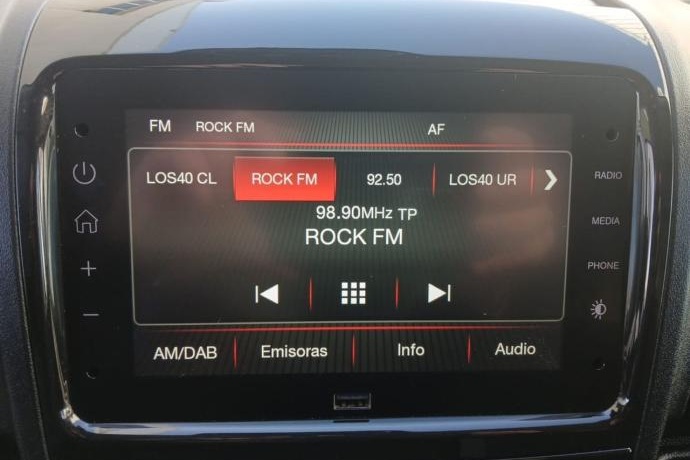 FM ROCK FM AF
LOS40 CL ROCK FM 92.50 LOS40 UR
RADIO
98.90MHz TP
MEDIA
ROCK FM
PHONE
AM/DAB Emisoras Info Audio